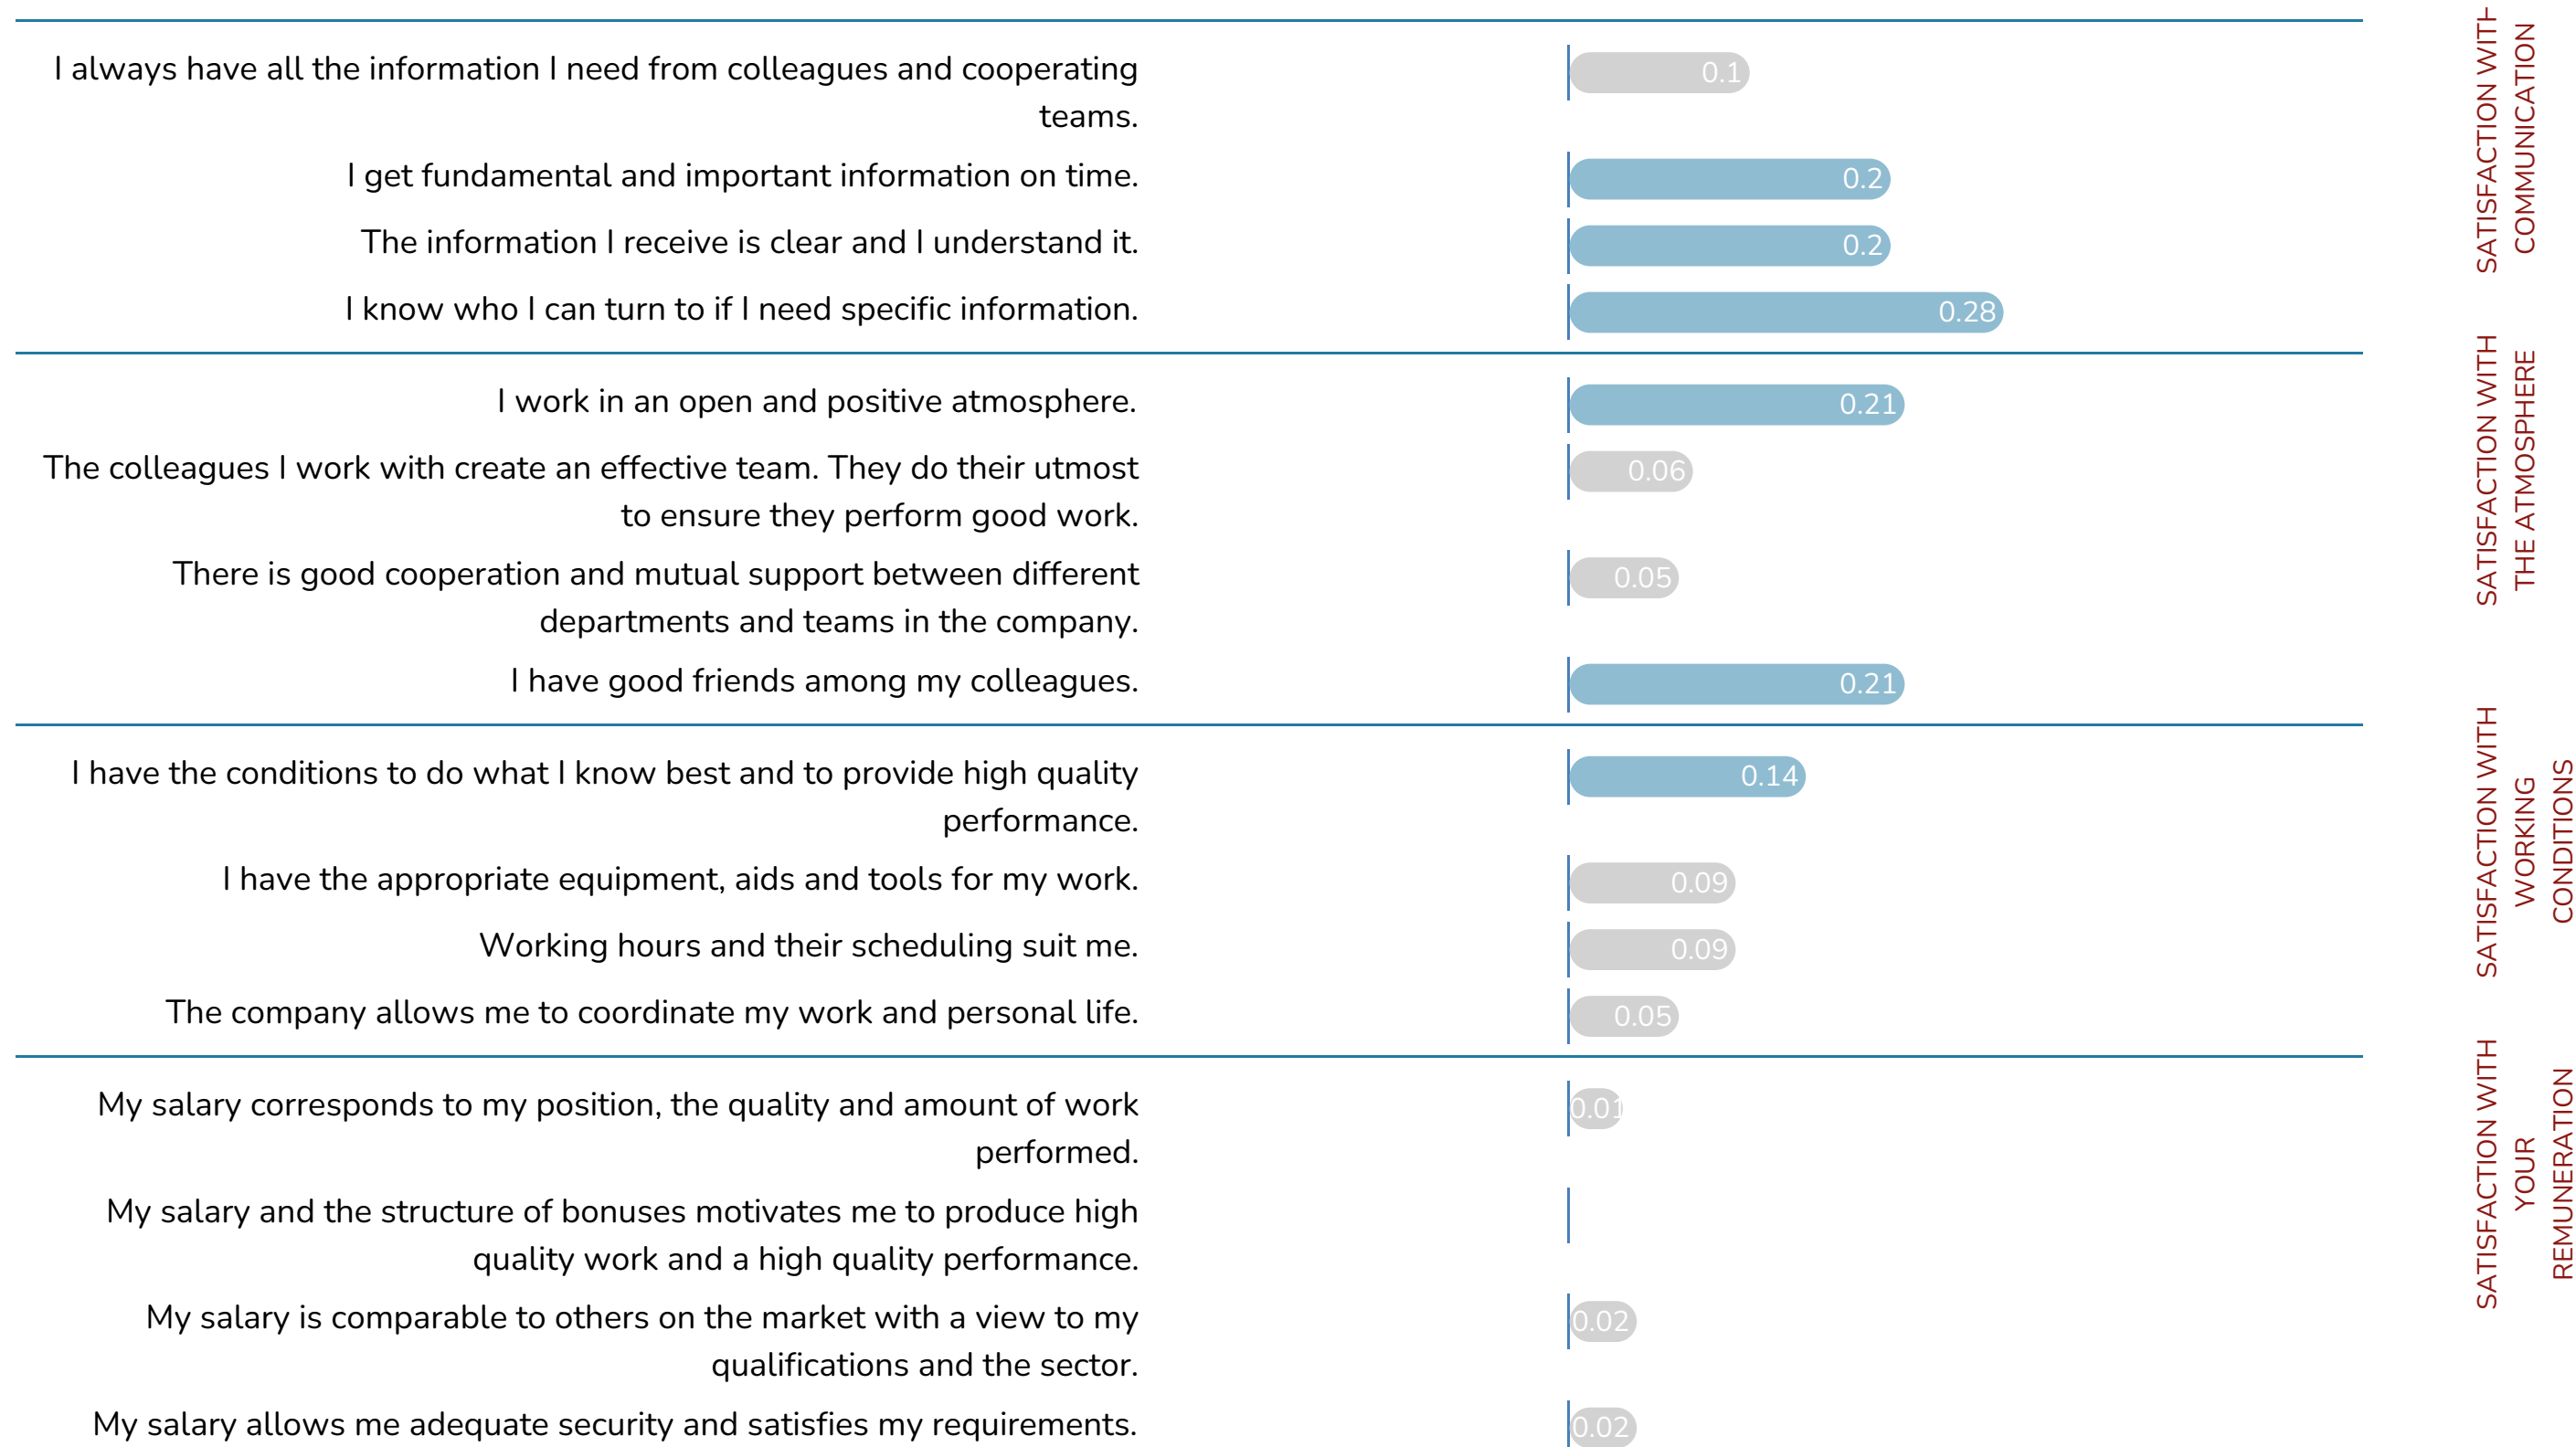 I always have all the information I need from colleagues and cooperating
teams.
0.1
I get fundamental and important information on time.
0.2
The information I receive is clear and I understand it.
0.2
I know who I can turn to if I need specific information.
0.28
SATISFACTION WITH
COMMUNICATION
I work in an open and positive atmosphere.
0.21
The colleagues I work with create an effective team. They do their utmost
to ensure they perform good work.
0.06
There is good cooperation and mutual support between different
departments and teams in the company.
0.05
I have good friends among my colleagues.
0.21
SATISFACTION WITH
THE ATMOSPHERE
I have the conditions to do what I know best and to provide high quality
performance.
0.14
I have the appropriate equipment, aids and tools for my work.
0.09
Working hours and their scheduling suit me.
0.09
The company allows me to coordinate my work and personal life.
0.05
SATISFACTION WITH
WORKING
CONDITIONS
My salary corresponds to my position, the quality and amount of work
performed.
0.01
My salary and the structure of bonuses motivates me to produce high
quality work and a high quality performance.
My salary is comparable to others on the market with a view to my
qualifications and the sector.
0.02
My salary allows me adequate security and satisfies my requirements.
0.02
SATISFACTION WITH
YOUR
REMUNERATION